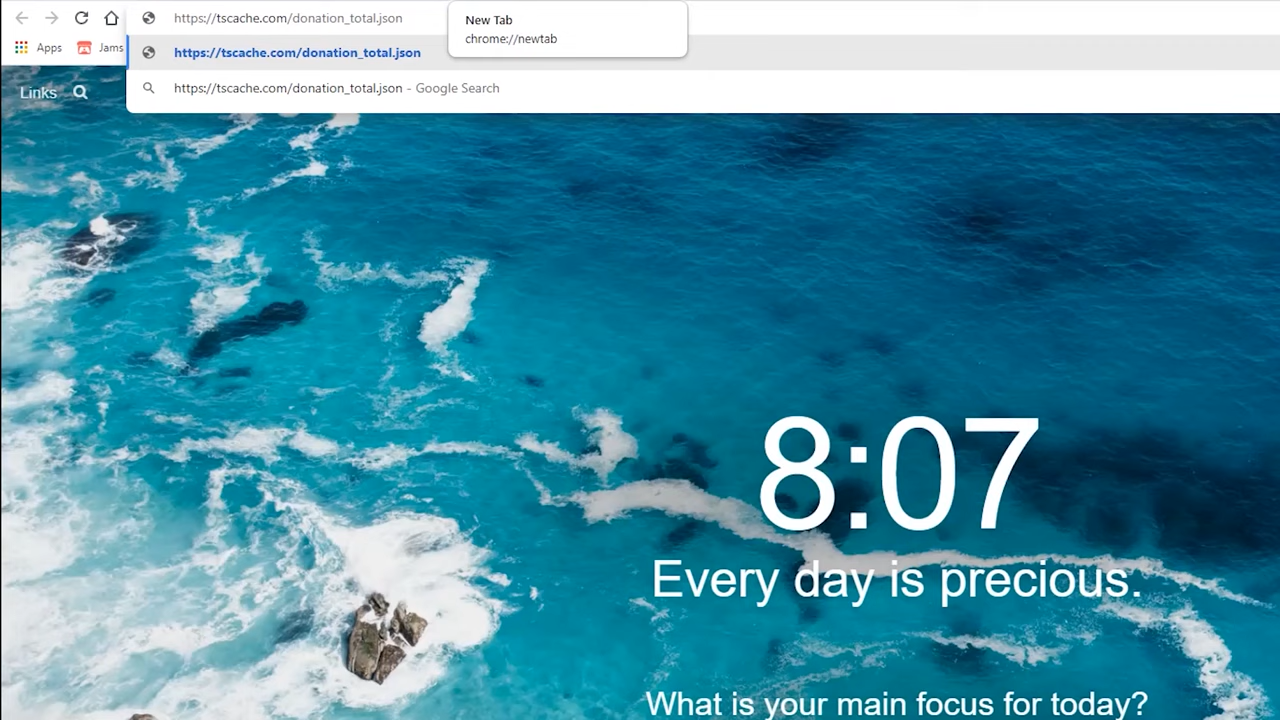 https://tscache.com/donation_total.json
New Tab
chrome://newtab
Apps
Jams
https://tscache.com/donation_total.json
https://tscache.com/donation_total.json - Google Search
Links
8:07
Every day is precious.
What is your main focus for today?